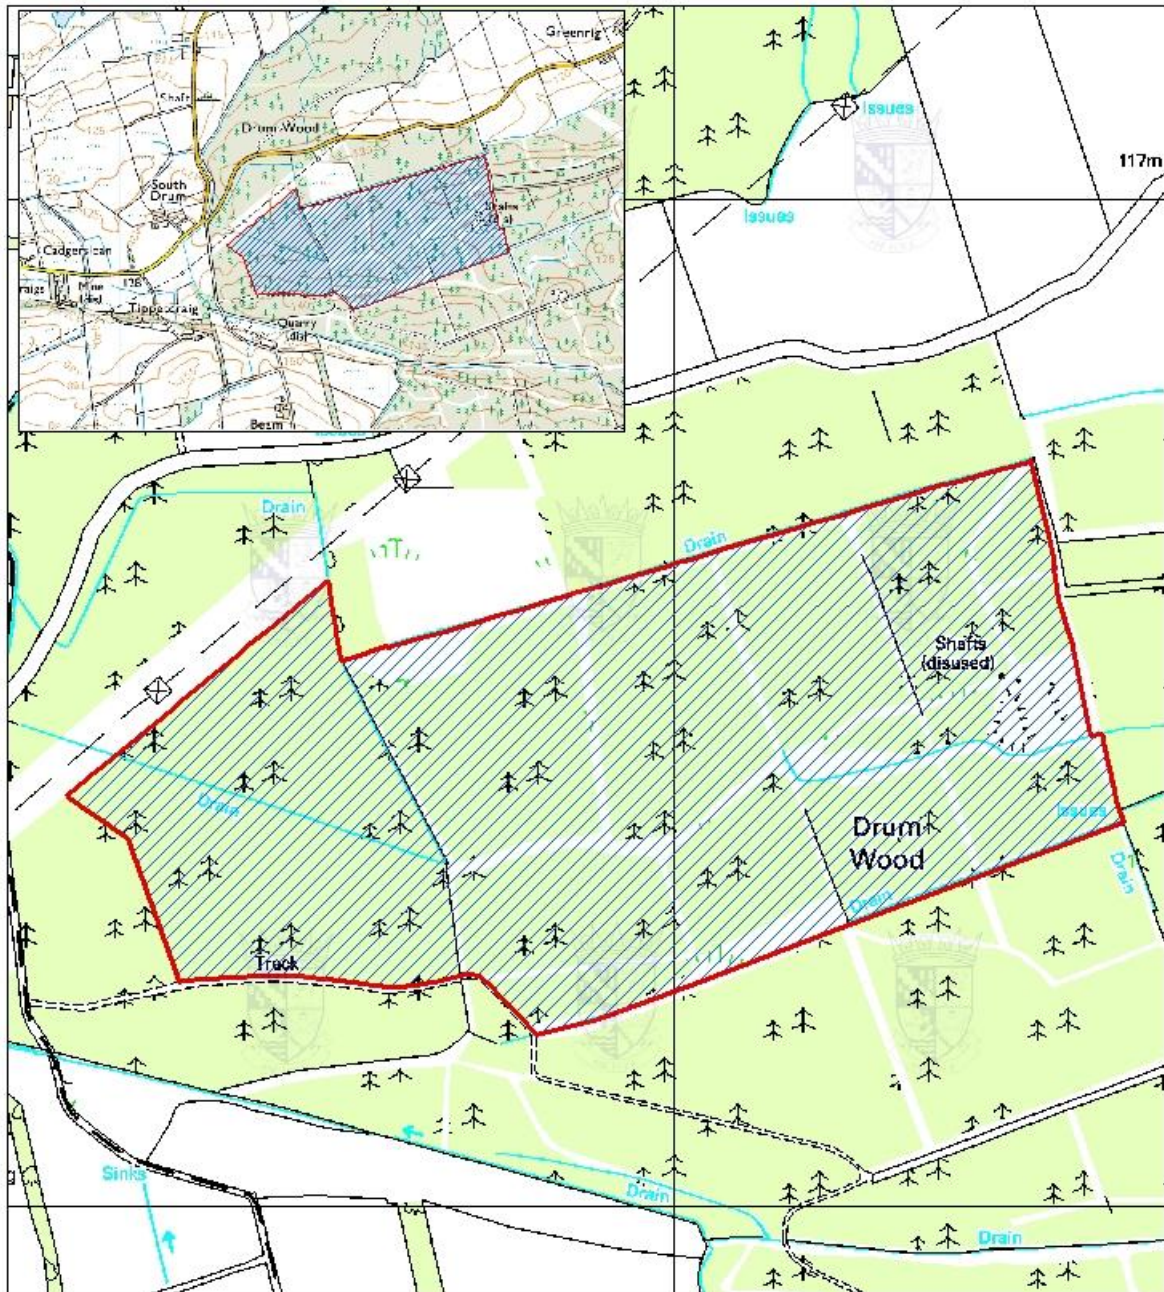 Greenrig
Shaft
Drum Wood
South
Drum
Cadgersloan
Mine
(dis)
Tippetcraig
Quarry
(dis)
Issues
117m
Issues
Drain
Drain
Shafts
(disused)
Drain
Issues
Drum
Wood
Drain
Drain
Track
Sinks
Drain
Drain